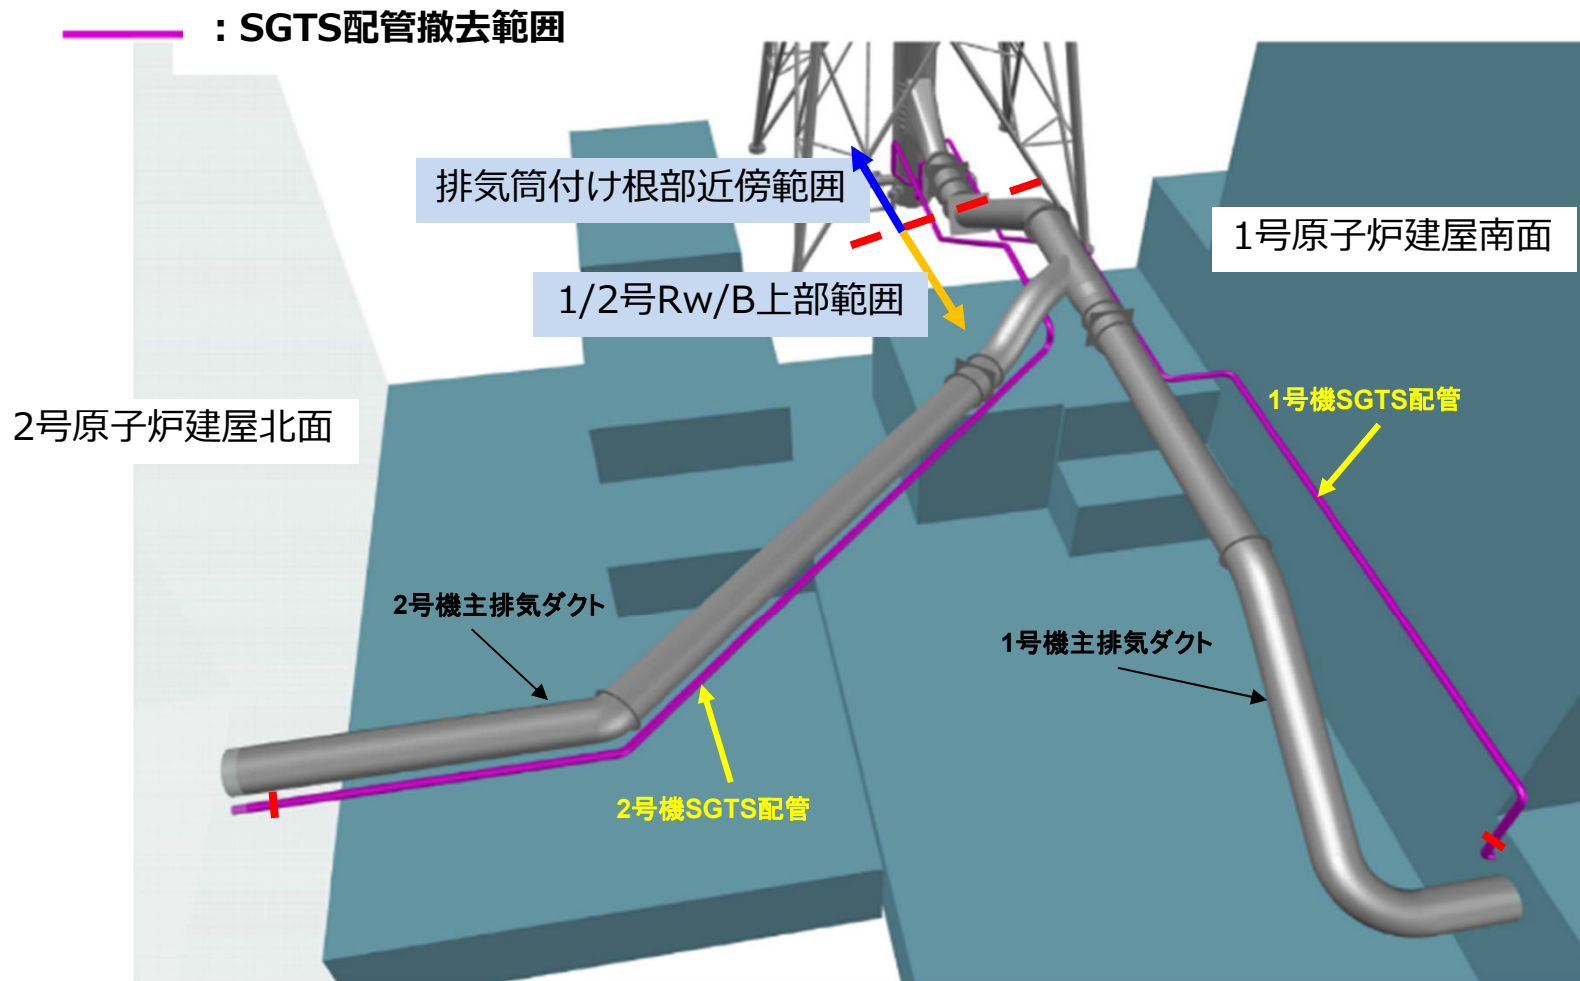 ：SGTS配管撤去範囲
排気筒付け根部近傍範囲
1号原子炉建屋南面
1/2号Rw/B上部範囲
1号機SGTS配管
2号原子炉建屋北面
2号機主排気ダクト
1号機主排気ダクト
2号機SGTS配管